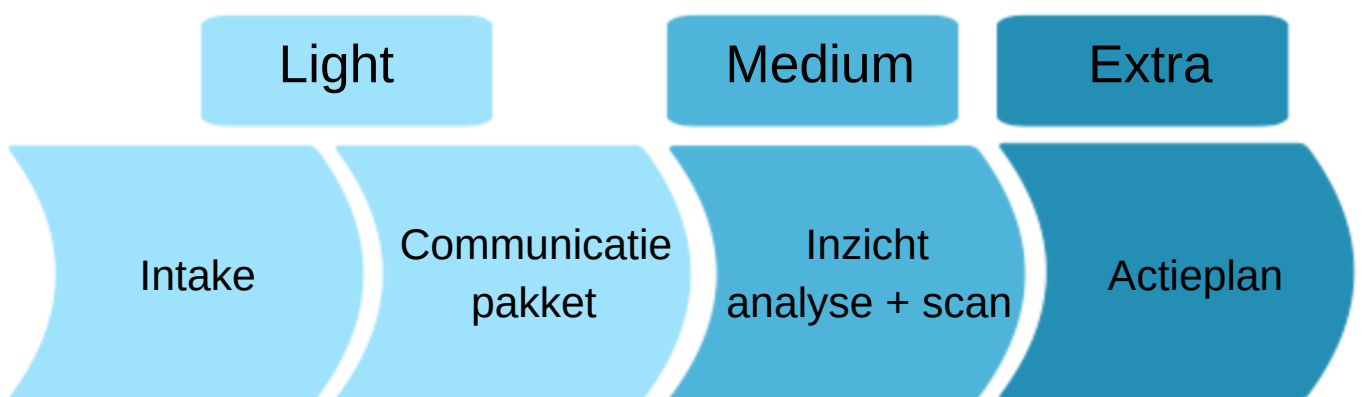 Light
Medium
Extra
Intake
Communicatie
pakket
Inzicht
analyse + scan
Actieplan